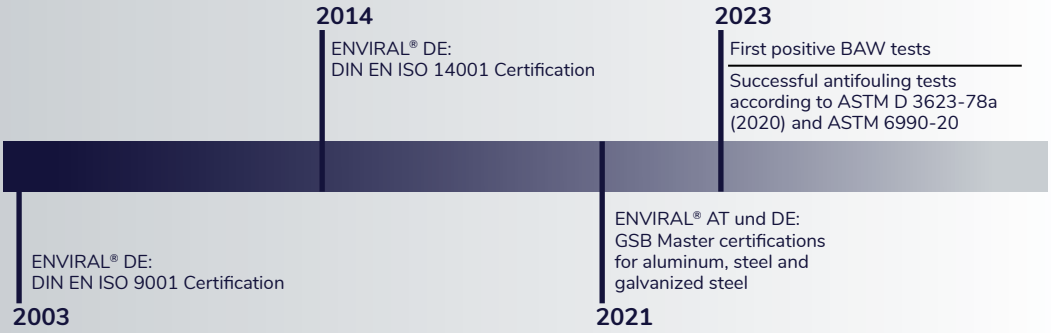 2014
ENVIRAL® DE:
DIN EN ISO 14001 Certification
2023
First positive BAW tests
Successful antifouling tests
according to ASTM D 3623-78a
(2020) and ASTM 6990-20
ENVIRAL® DE:
DIN EN ISO 9001 Certification
2003
ENVIRAL® AT und DE:
GSB Master certifications
for aluminum, steel and
galvanized steel
2021